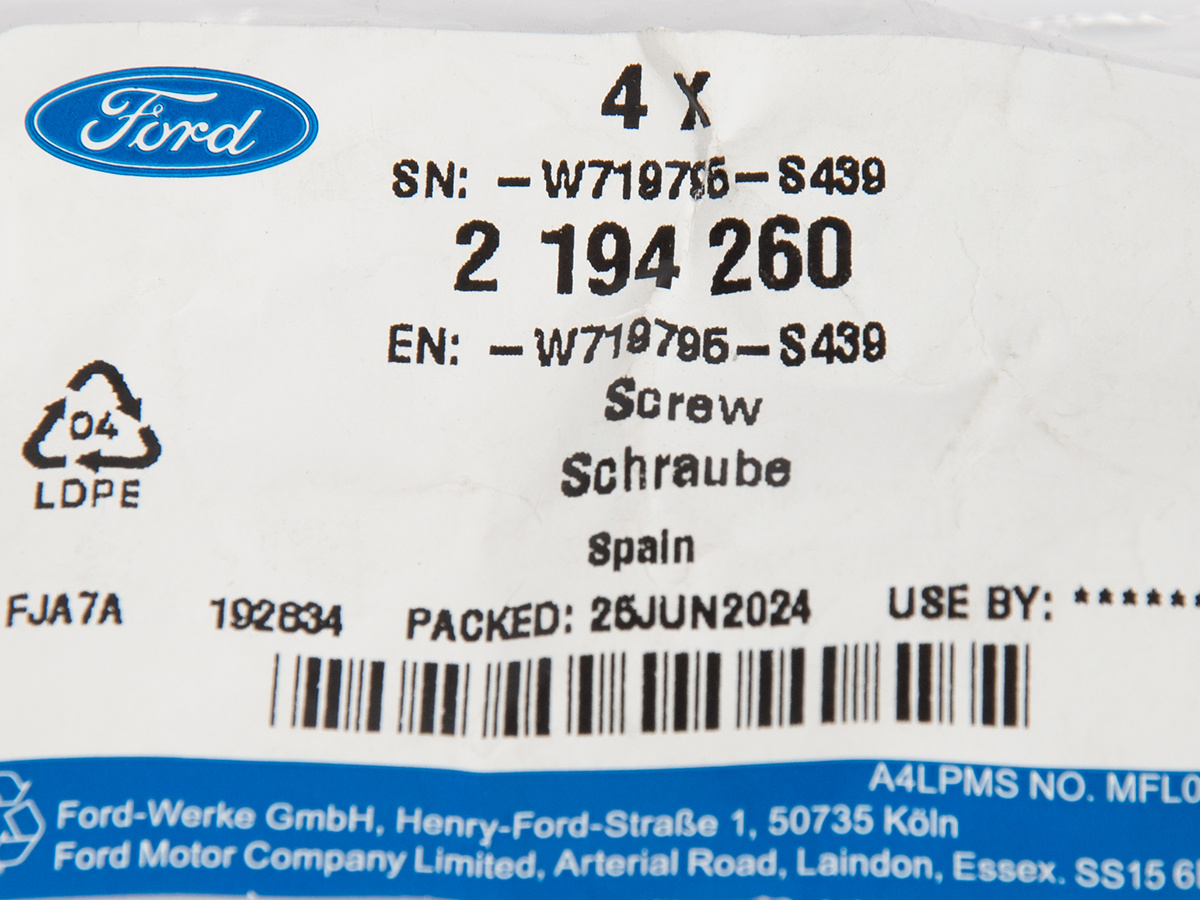 Ford
4 X
SN: -W719795-S439
2 194 260
EN: -W719795-S439
Screw
Schraube
Spain
04
LDPE
FJA7A 192634 PACKED: 26JUN2024 USE BY: ******
A4LPMS NO. MFL0
Ford-Werke GmbH, Henry-Ford-Straße 1, 50735 Köln
Ford Motor Company Limited, Arterial Road, Laindon, Essex. SS15 6